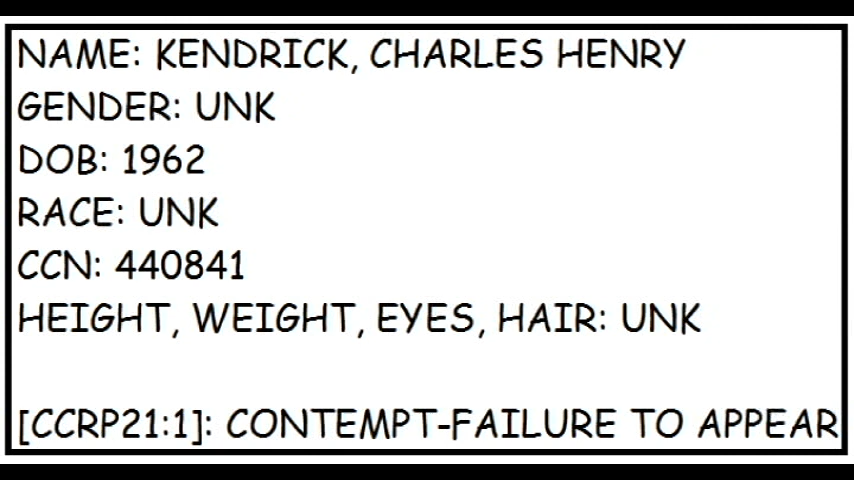 NAME: KENDRICK, CHARLES HENRY
GENDER: UNK
DOB: 1962
RACE: UNK
CCN: 440841
HEIGHT, WEIGHT, EYES, HAIR: UNK
[CCRP21:1]: CONTEMPT-FAILURE TO APPEAR